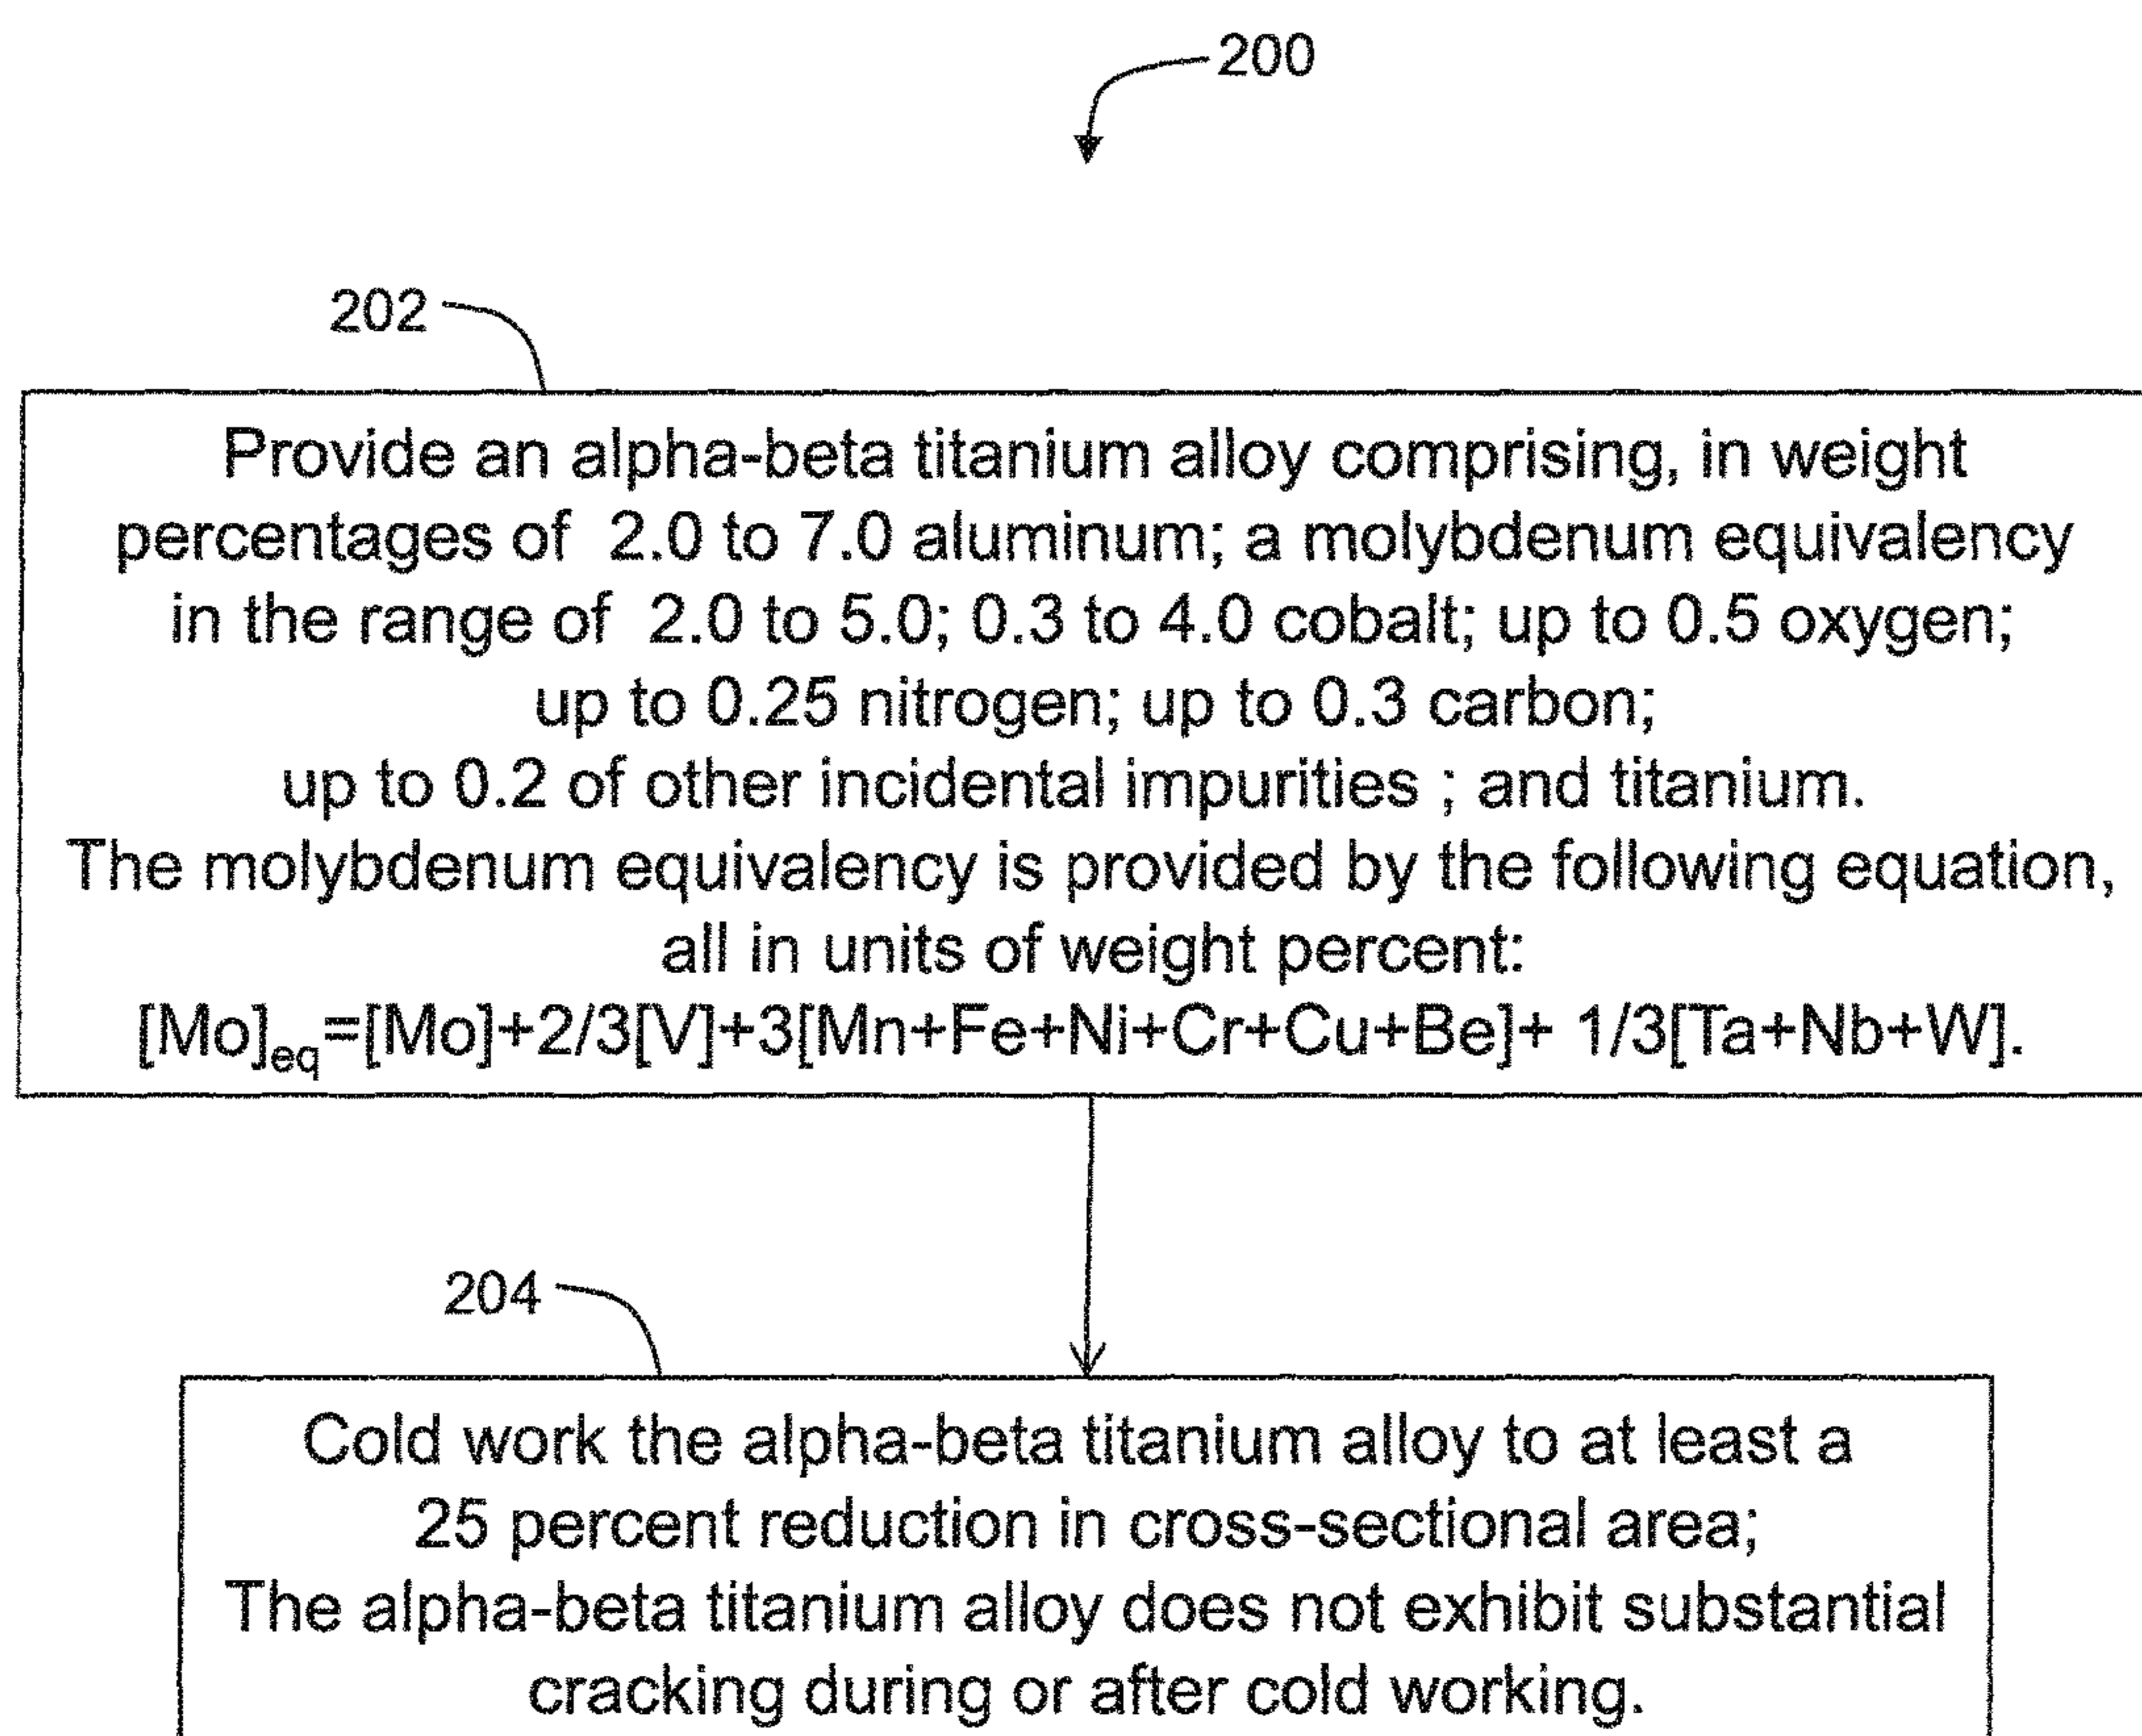 200
202
Provide an alpha-beta titanium alloy comprising, in weight
percentages of 2.0 to 7.0 aluminum; a molybdenum equivalency
in the range of 2.0 to 5.0; 0.3 to 4.0 cobalt; up to 0.5 oxygen;
up to 0.25 nitrogen; up to 0.3 carbon;
up to 0.2 of other incidental impurities ; and titanium.
The molybdenum equivalency is provided by the following equation,
all in units of weight percent:
[Mo]eq=[Mo]+2/3[V]+3[Mn+Fe+Ni+Cr+Cu+Be]+ 1/3[Ta+Nb+W].
204
Cold work the alpha-beta titanium alloy to at least a
25 percent reduction in cross-sectional area;
The alpha-beta titanium alloy does not exhibit substantial
cracking during or after cold working.